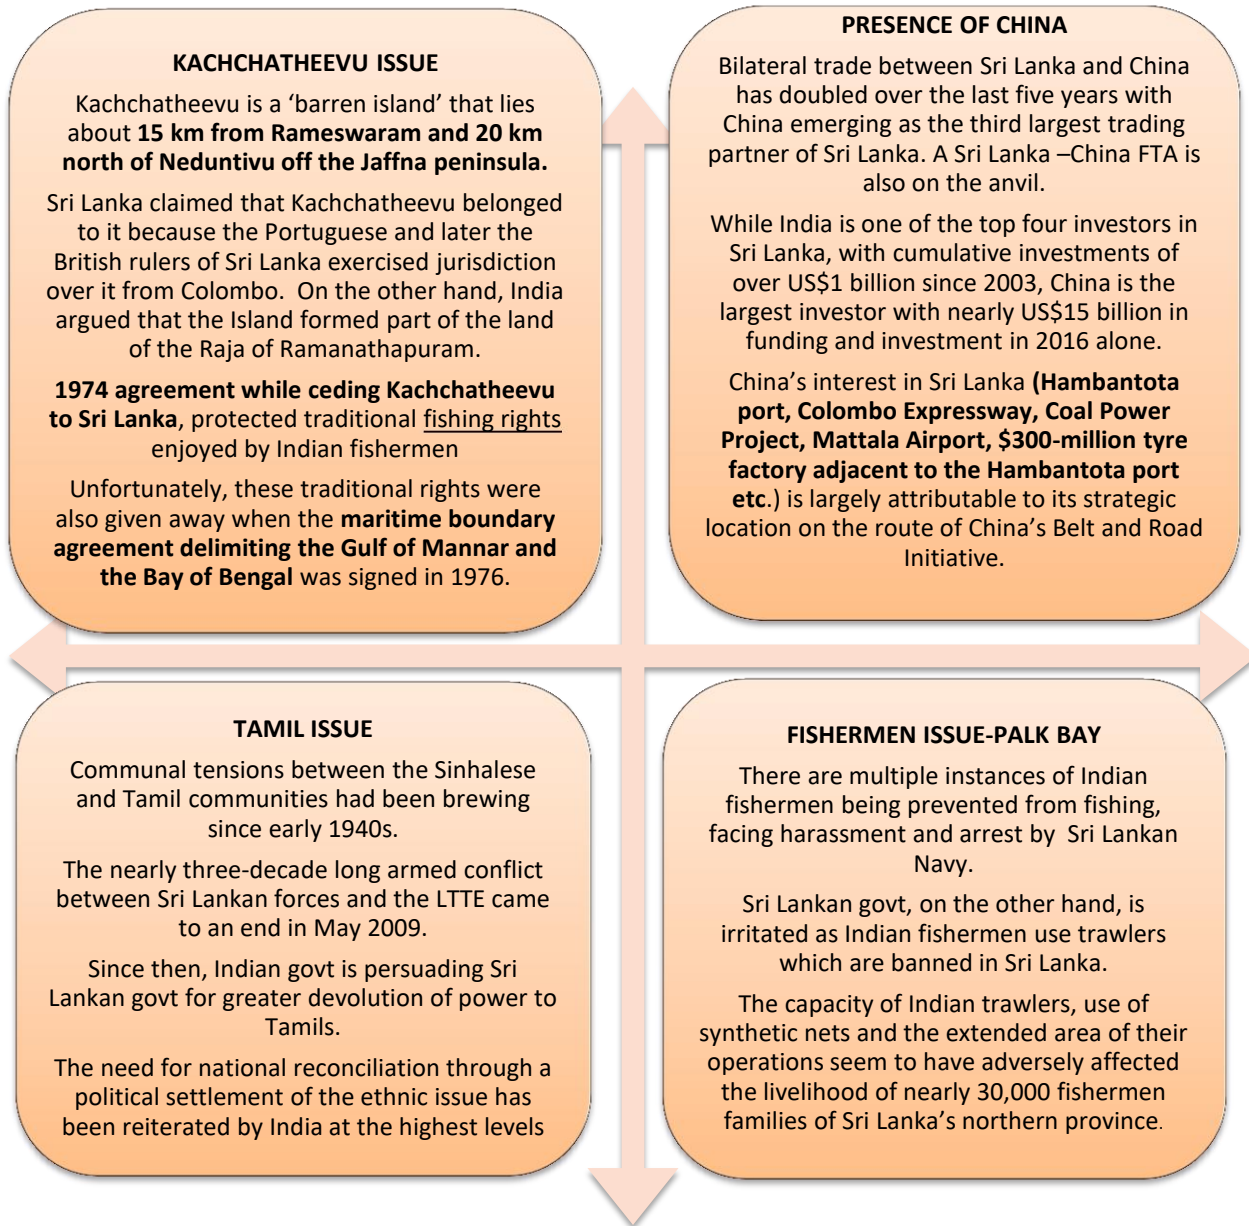 KACHCHATHEEVU ISSUE
Kachchatheevu is a ‘barren island’ that lies
about 15 km from Rameswaram and 20 km
north of Neduntivu off the Jaffna peninsula.
Sri Lanka claimed that Kachchatheevu belonged
to it because the Portuguese and later the
British rulers of Sri Lanka exercised jurisdiction
over it from Colombo.  On the other hand, India
argued that the Island formed part of the land
of the Raja of Ramanathapuram.
1974 agreement while ceding Kachchatheevu
to Sri Lanka, protected traditional fishing rights
enjoyed by Indian fishermen
Unfortunately, these traditional rights were
also given away when the maritime boundary
agreement delimiting the Gulf of Mannar and
the Bay of Bengal was signed in 1976.
PRESENCE OF CHINA
Bilateral trade between Sri Lanka and China
has doubled over the last five years with
China emerging as the third largest trading
partner of Sri Lanka. A Sri Lanka –China FTA is
also on the anvil.
While India is one of the top four investors in
Sri Lanka, with cumulative investments of
over US$1 billion since 2003, China is the
largest investor with nearly US$15 billion in
funding and investment in 2016 alone.
China’s interest in Sri Lanka (Hambantota
port, Colombo Expressway, Coal Power
Project, Mattala Airport, $300-million tyre
factory adjacent to the Hambantota port
etc.) is largely attributable to its strategic
location on the route of China’s Belt and Road
Initiative.
TAMIL ISSUE
Communal tensions between the Sinhalese
and Tamil communities had been brewing
since early 1940s.
The nearly three-decade long armed conflict
between Sri Lankan forces and the LTTE came
to an end in May 2009.
Since then, Indian govt is persuading Sri
Lankan govt for greater devolution of power to
Tamils.
The need for national reconciliation through a
political settlement of the ethnic issue has
been reiterated by India at the highest levels
FISHERMEN ISSUE-PALK BAY
There are multiple instances of Indian
fishermen being prevented from fishing,
facing harassment and arrest by  Sri Lankan
Navy.
Sri Lankan govt, on the other hand, is
irritated as Indian fishermen use trawlers
which are banned in Sri Lanka.
The capacity of Indian trawlers, use of
synthetic nets and the extended area of their
operations seem to have adversely affected
the livelihood of nearly 30,000 fishermen
families of Sri Lanka’s northern province.